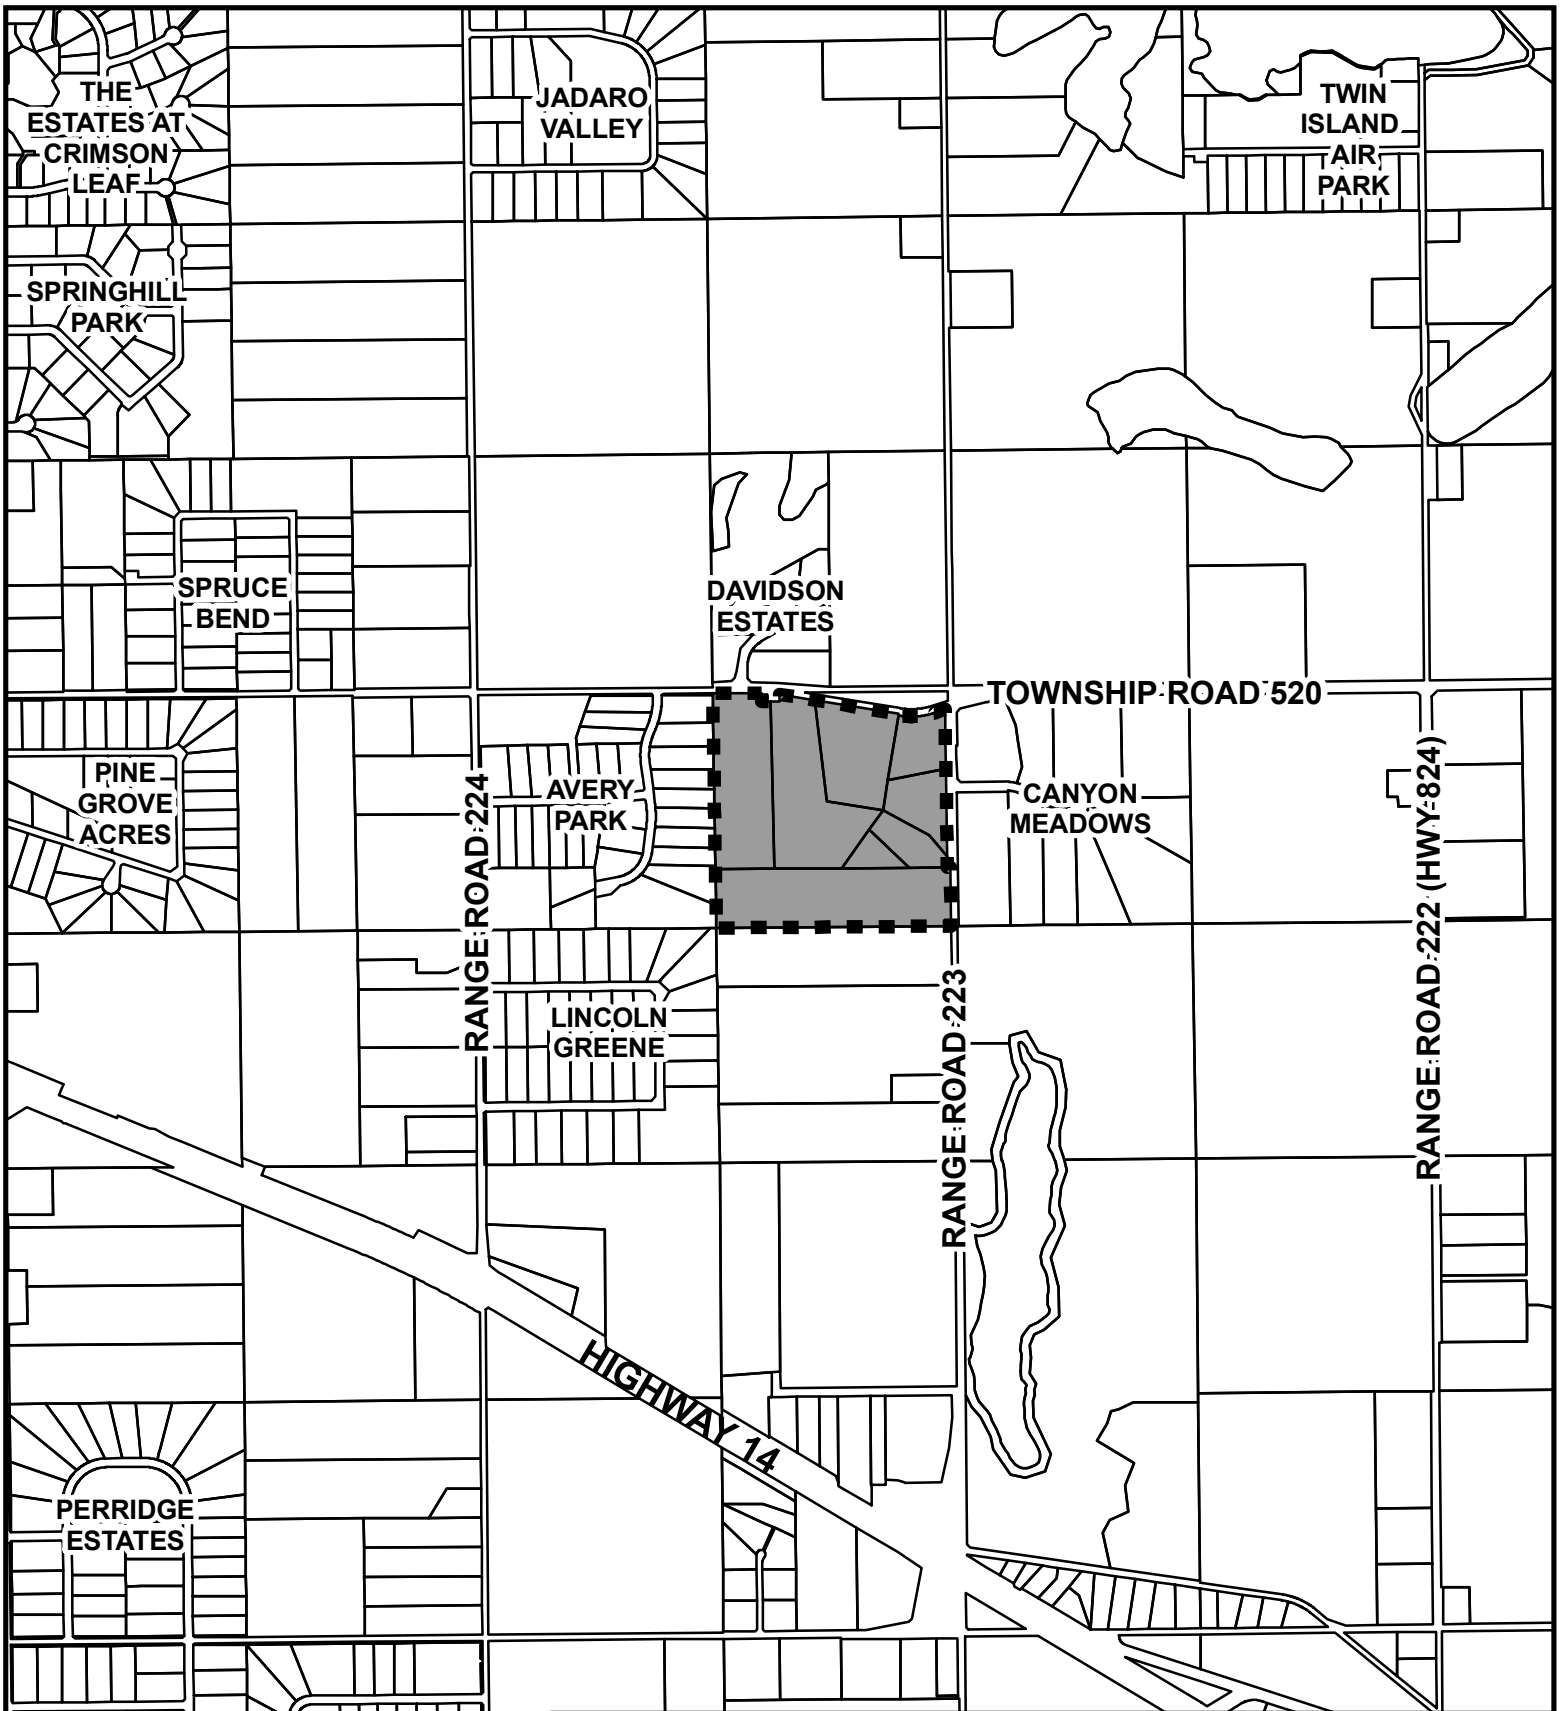 THE
ESTATES AT
CRIMSON
LEAF
JADARO
VALLEY
TWIN
ISLAND
AIR
PARK
SPRINGHILL
PARK
SPRUCE
BEND
DAVIDSON
ESTATES
TOWNSHIP ROAD 520
PINE
GROVE
ACRES
RANGE ROAD 224
AVERY
PARK
CANYON
MEADOWS
RANGE ROAD 222 (HWY 824)
LINCOLN
GREENE
RANGE ROAD 223
HIGHWAY 14
PERRIDGE
ESTATES